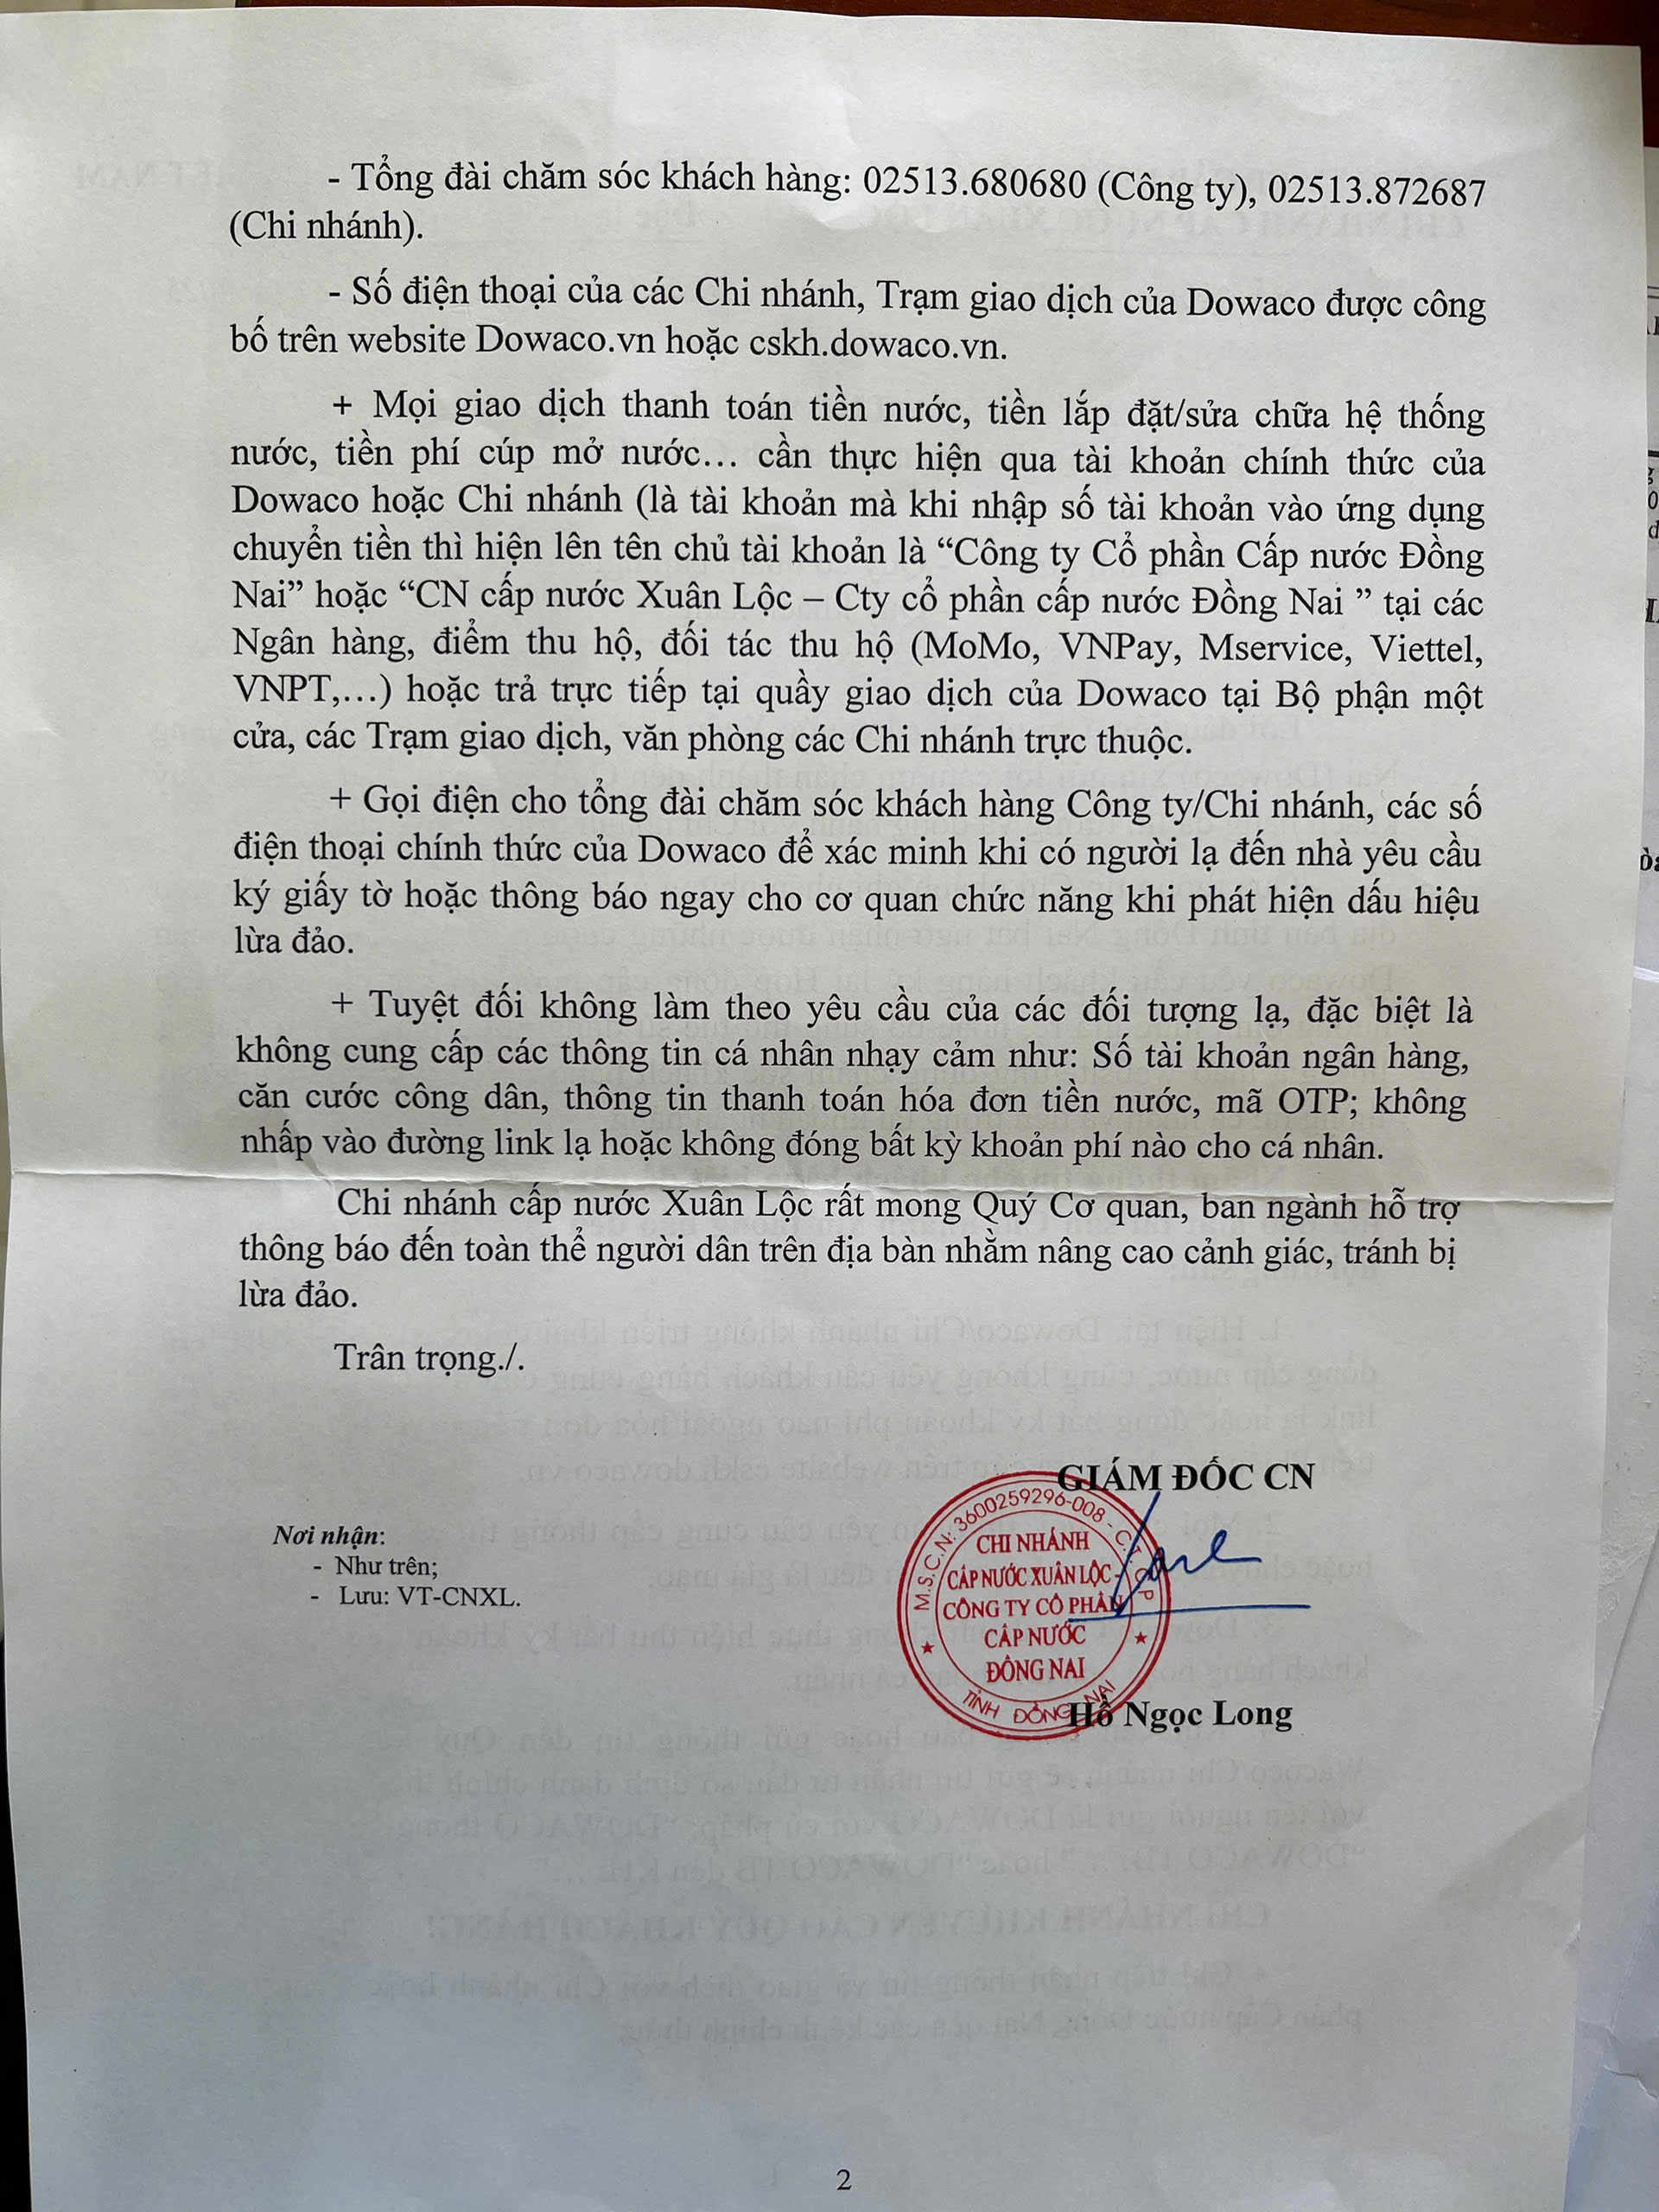 - Tổng đài chăm sóc khách hàng: 02513.680680 (Công ty), 02513.872687
(Chi nhánh).
- Số điện thoại của các Chi nhánh, Trạm giao dịch của Dowaco được công
bố trên website Dowaco.vn hoặc cskh.dowaco.vn.
+ Mọi giao dịch thanh toán tiền nước, tiền lắp đặt/sửa chữa hệ thống
nước, tiền phí cúp mở nước… cần thực hiện qua tài khoản chính thức của
Dowaco hoặc Chi nhánh (là tài khoản mà khi nhập số tài khoản vào ứng dụng
chuyển tiền thì hiện lên tên chủ tài khoản là “Công ty Cổ phần Cấp nước Đồng
Nai” hoặc “CN cấp nước Xuân Lộc – Cty cổ phần cấp nước Đồng Nai ” tại các
Ngân hàng, điểm thu hộ, đối tác thu hộ (MoMo, VNPay, Mservice, Viettel,
VNPT,…) hoặc trả trực tiếp tại quầy giao dịch của Dowaco tại Bộ phận một
cửa, các Trạm giao dịch, văn phòng các Chi nhánh trực thuộc.
+ Gọi điện cho tổng đài chăm sóc khách hàng Công ty/Chi nhánh, các số
điện thoại chính thức của Dowaco để xác minh khi có người lạ đến nhà yêu cầu
ký giấy tờ hoặc thông báo ngay cho cơ quan chức năng khi phát hiện dấu hiệu
lừa đảo.
+ Tuyệt đối không làm theo yêu cầu của các đối tượng lạ, đặc biệt là
không cung cấp các thông tin cá nhân nhạy cảm như: Số tài khoản ngân hàng,
căn cước công dân, thông tin thanh toán hóa đơn tiền nước, mã OTP; không
nhấp vào đường link lạ hoặc không đóng bất kỳ khoản phí nào cho cá nhân.
Chi nhánh cấp nước Xuân Lộc rất mong Quý Cơ quan, ban ngành hỗ trợ
thông báo đến toàn thể người dân trên địa bàn nhằm nâng cao cảnh giác, tránh bị
lừa đảo.
Trân trọng./.
GIÁM ĐỐC CN
Nơi nhận:
- Như trên;
- Lưu: VT-CNXL.
M.S.C.N: 3600259296-008 - C.T.C.P
CHI NHÁNH
CẤP NƯỚC XUÂN LỘC -
CÔNG TY CỔ PHẦN
CẤP NƯỚC
ĐỒNG NAI
TỈNH ĐỒNG NAI
Hồ Ngọc Long
2